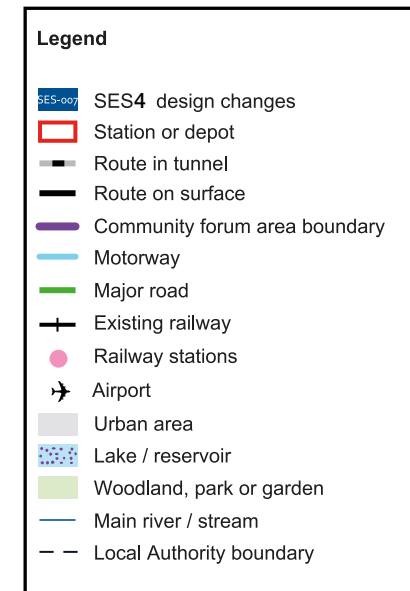 Legend
SES-007 SES4 design changes
Station or depot
Route in tunnel
Route on surface
Community forum area boundary
Motorway
Major road
Existing railway
Railway stations
Airport
Urban area
Lake / reservoir
Woodland, park or garden
Main river / stream
Local Authority boundary